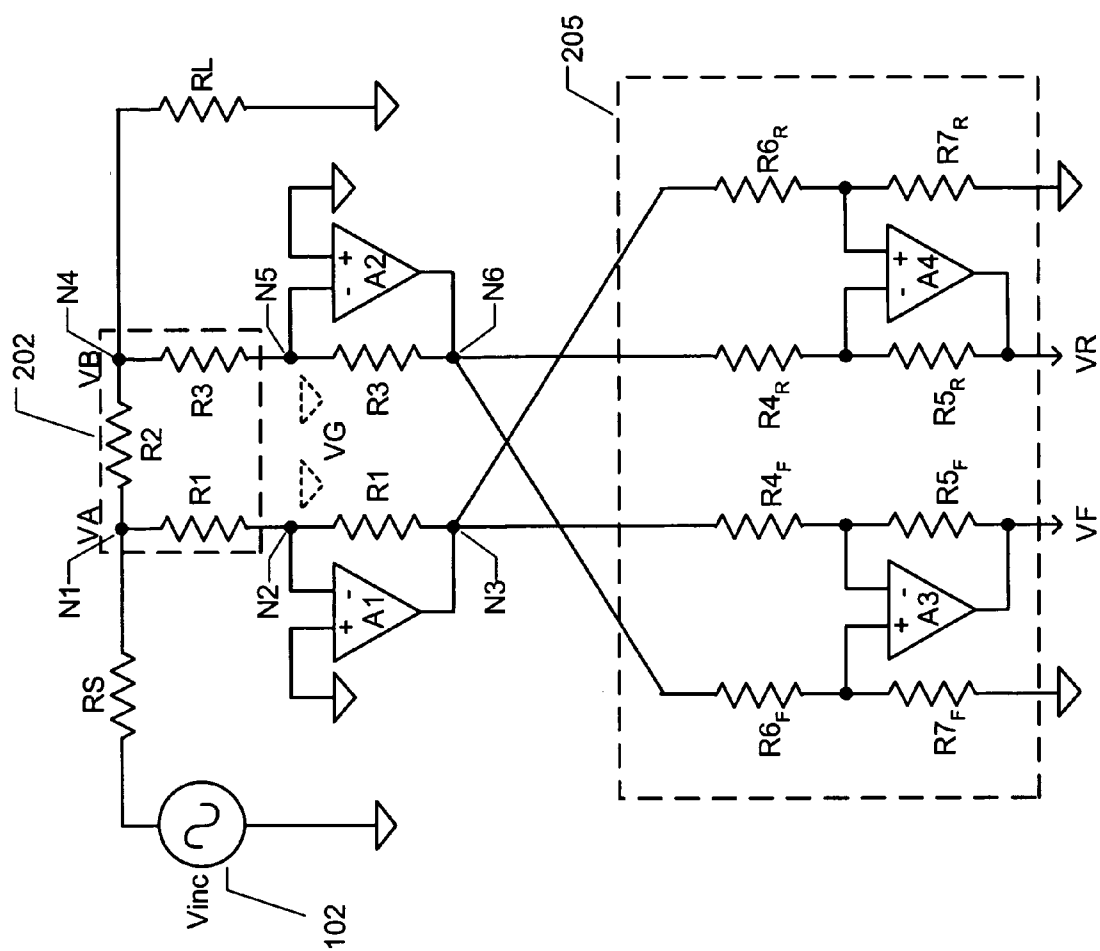 202
205
N1
VA
VB
N4
RS
R2
RL
R1
R3
Vinc
102
N2
N5
VG
+
-
A1
-
+
A2
R1
R3
N3
N6
R6F
R4F
R4R
R6R
+
-
A3
-
+
A4
R7F
R5F
R5R
R7R
VF
VR